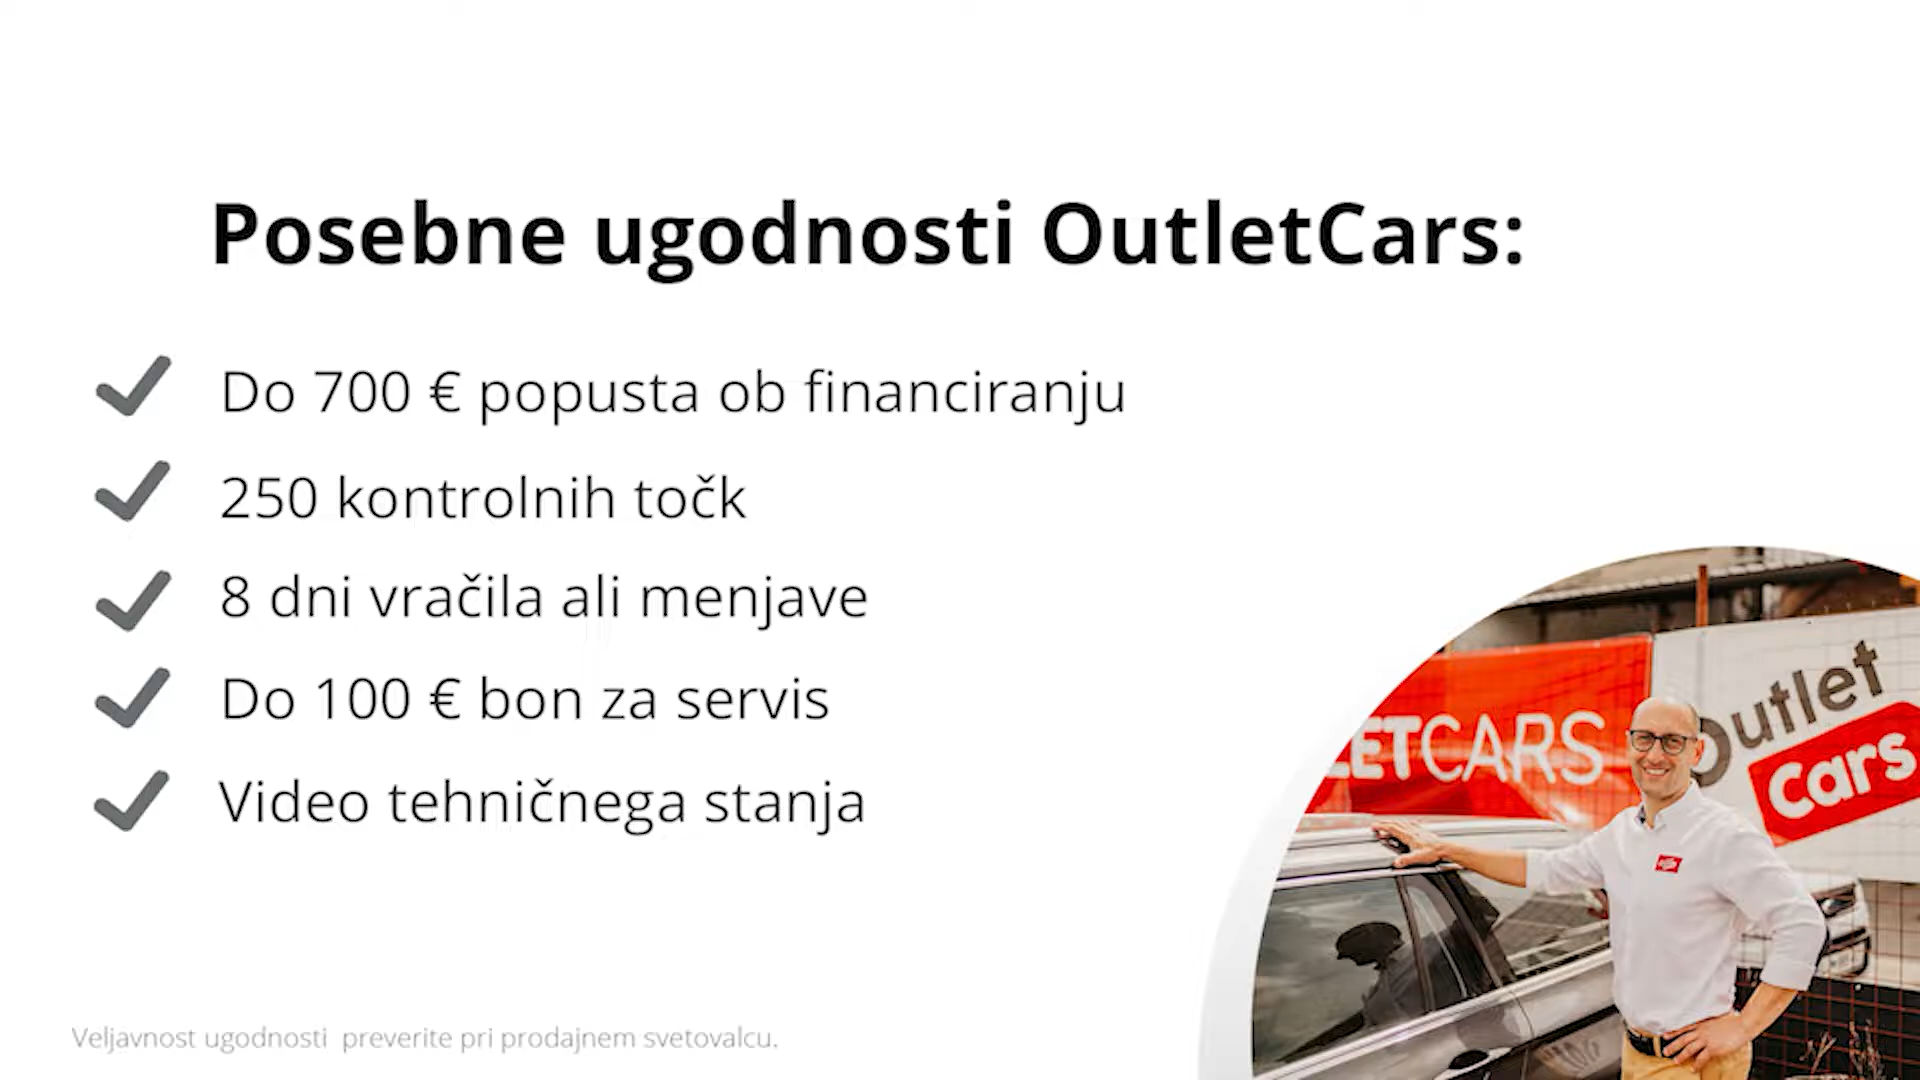 Posebne ugodnosti OutletCars:
Do 700 € popusta ob financiranju
250 kontrolnih točk
8 dni vračila ali menjave
Do 100 € bon za servis
Video tehničnega stanja
LETCARS
Outlet
Cars
Veljavnost ugodnosti preverite pri prodajnem svetovalcu.